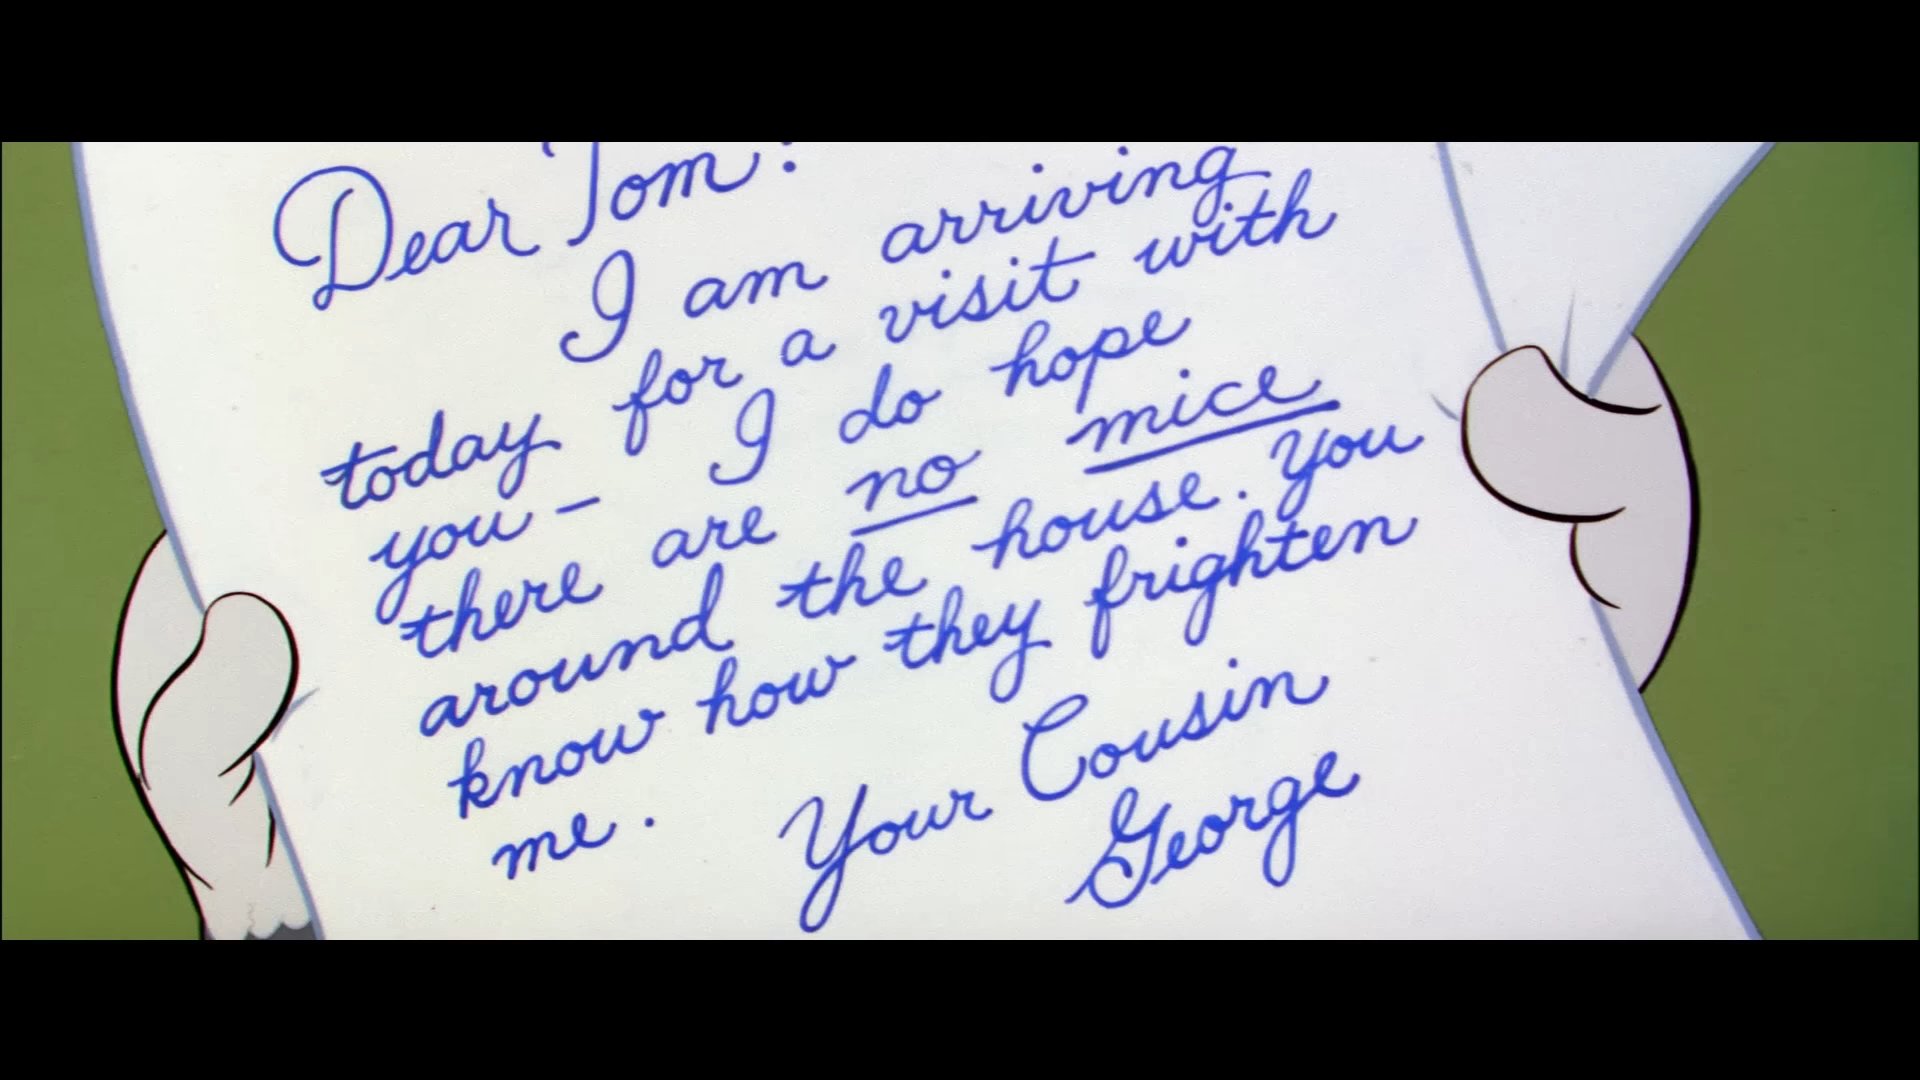 Dear Tom:
I am arriving
today for a visit with
you – I do hope
there are no mice
around the house. You
know how they frighten
me.
Your Cousin
George